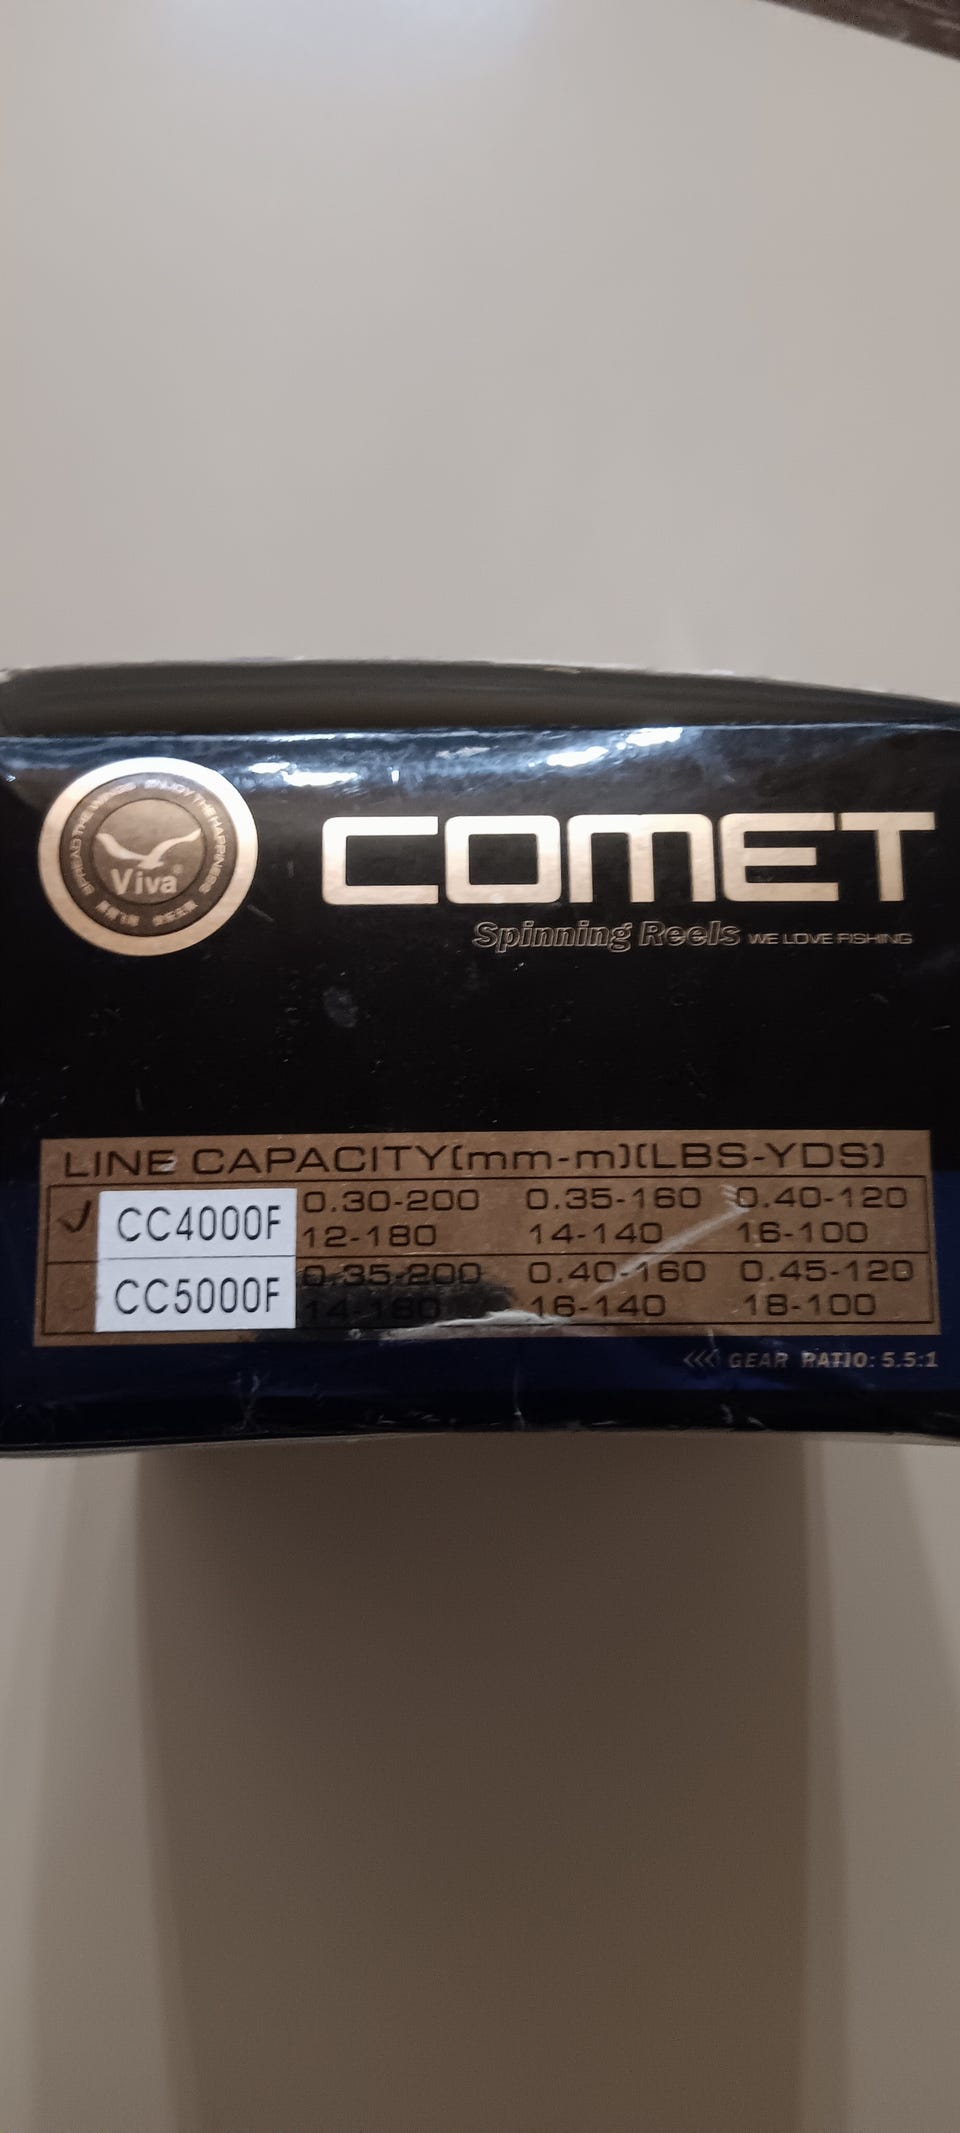 SPREAD THE WINGS ENJOY THE HAPPINESS
Viva®
COMET
Spinning Reels WE LOVE FISHING
LINE CAPACITY(mm-m)(LBS-YDS)
CC4000F 0.30-200 0.35-160 0.40-120
12-180 14-140 16-100
CC5000F 0.35-200 0.40-160 0.45-120
14-180 16-140 18-100
<<< GEAR RATIO: 5.5:1